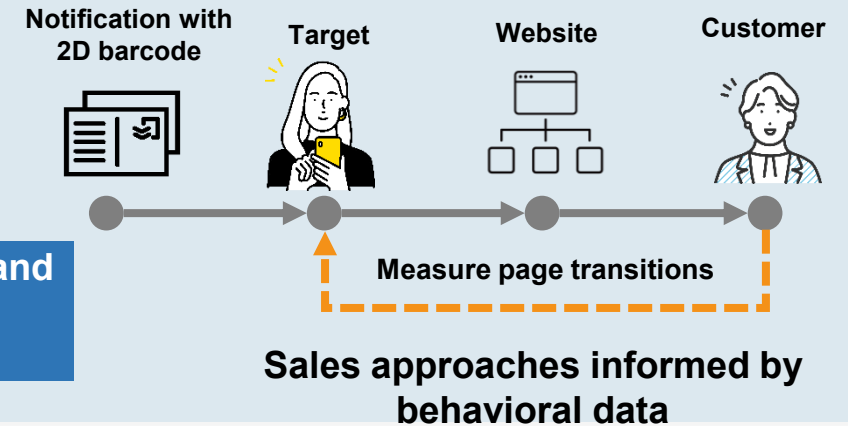 Notification with
2D barcode
Target
Website
Customer
and
Measure page transitions
Sales approaches informed by
behavioral data